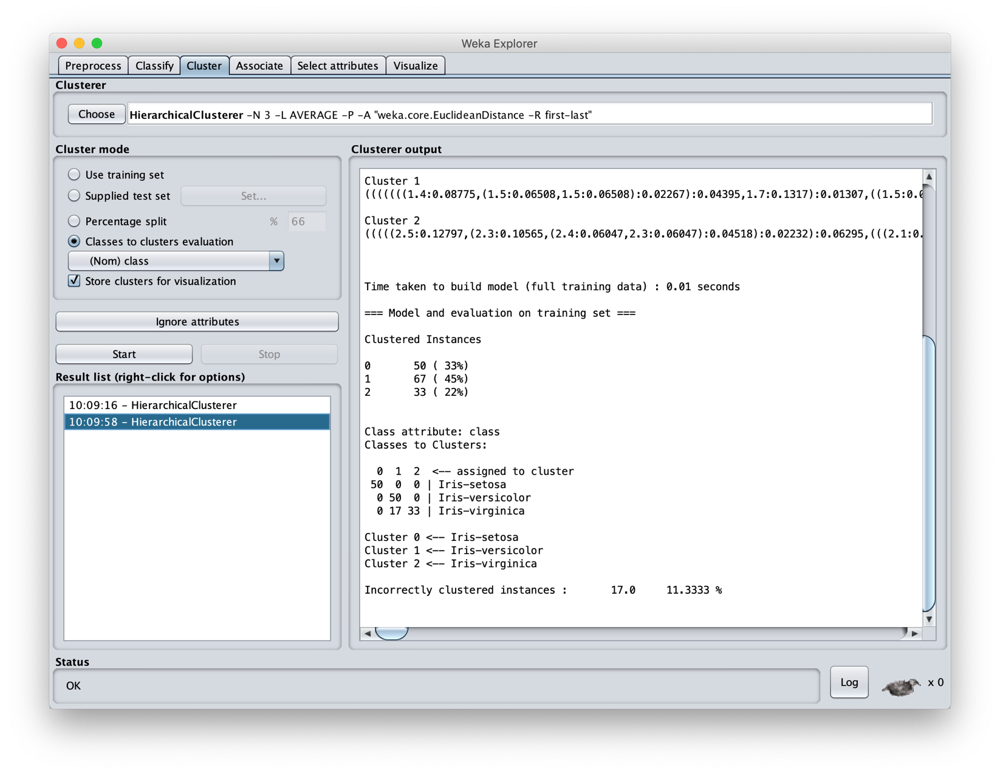 Weka Explorer
Preprocess Classify Cluster Associate Select attributes Visualize
Clusterer
Choose HierarchicalClusterer -N 3 -L AVERAGE -P -A "weka.core.EuclideanDistance -R first-last"
Cluster mode
Use training set
Supplied test set Set...
Percentage split % 66
Classes to clusters evaluation
(Nom) class
Store clusters for visualization
Ignore attributes
Start Stop
Result list (right-click for options)
10:09:16 - HierarchicalClusterer
10:09:58 - HierarchicalClusterer
Clusterer output
Cluster 1
(((((((1.4:0.08775,(1.5:0.06508,1.5:0.06508):0.02267):0.04395,1.7:0.1317):0.01307,((1.5:0.0
Cluster 2
(((((2.5:0.12797,(2.3:0.10565,(2.4:0.06047,2.3:0.06047):0.04518):0.02232):0.06295,(((2.1:0.
Time taken to build model (full training data) : 0.01 seconds
=== Model and evaluation on training set ===
Clustered Instances
0 50 ( 33%)
1 67 ( 45%)
2 33 ( 22%)
Class attribute: class
Classes to Clusters:
0 1 2 <-- assigned to cluster
50 0 0 | Iris-setosa
0 50 0 | Iris-versicolor
0 17 33 | Iris-virginica
Cluster 0 <-- Iris-setosa
Cluster 1 <-- Iris-versicolor
Cluster 2 <-- Iris-virginica
Incorrectly clustered instances : 17.0 11.3333 %
Status
OK
Log x 0